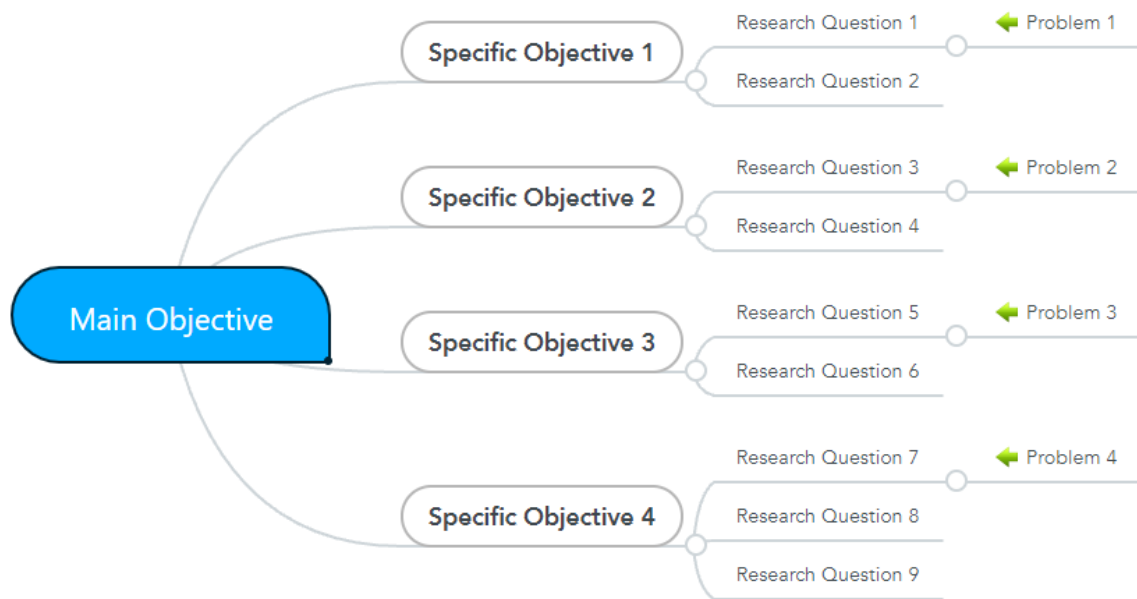 Main Objective
Specific Objective 1
Research Question 1
Problem 1
Research Question 2
Specific Objective 2
Research Question 3
Problem 2
Research Question 4
Specific Objective 3
Research Question 5
Problem 3
Research Question 6
Specific Objective 4
Research Question 7
Problem 4
Research Question 8
Research Question 9